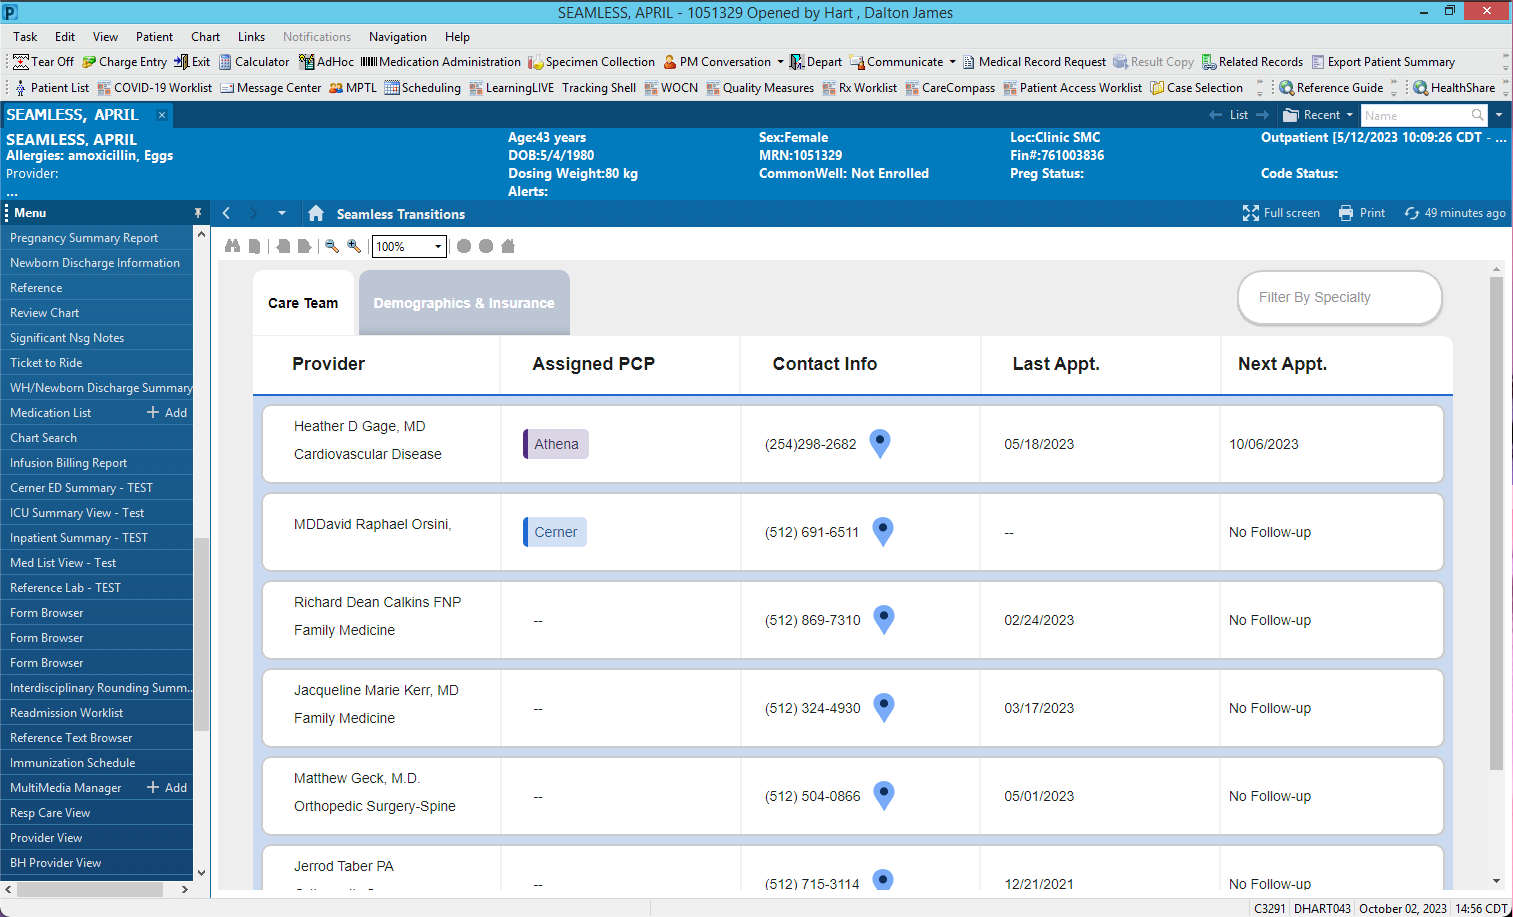 SEAMLESS, APRIL - 1051329 Opened by Hart , Dalton James
Task Edit View Patient Chart Links Notifications Navigation Help
Tear Off Charge Entry Exit Calculator AdHoc Medication Administration Specimen Collection PM Conversation Depart Communicate Medical Record Request Result Copy Related Records Export Patient Summary
Patient List COVID-19 Worklist Message Center MPTL Scheduling LearningLIVE Tracking Shell WOCN Quality Measures Rx Worklist CareCompass Patient Access Worklist Case Selection Reference Guide HealthShare
SEAMLESS, APRIL × List Recent Name
SEAMLESS, APRIL
Allergies: amoxicillin, Eggs
Provider:
...
Age:43 years
DOB:5/4/1980
Dosing Weight:80 kg
Alerts:
Sex:Female
MRN:1051329
CommonWell: Not Enrolled
Loc:Clinic SMC
Fin#:761003836
Preg Status:
Outpatient [5/12/2023 10:09:26 CDT - ...
Code Status:
Menu
Seamless Transitions Full screen Print 49 minutes ago
Pregnancy Summary Report
Newborn Discharge Information
Reference
Review Chart
Significant Nsg Notes
Ticket to Ride
WH/Newborn Discharge Summary
Medication List + Add
Chart Search
Infusion Billing Report
Cerner ED Summary - TEST
ICU Summary View - Test
Inpatient Summary - TEST
Med List View - Test
Reference Lab - TEST
Form Browser
Form Browser
Form Browser
Interdisciplinary Rounding Summ..
Readmission Worklist
Reference Text Browser
Immunization Schedule
MultiMedia Manager + Add
Resp Care View
Provider View
BH Provider View
100%
Care Team Demographics & Insurance Filter By Specialty
Provider Assigned PCP Contact Info Last Appt. Next Appt.
Heather D Gage, MD
Cardiovascular Disease
Athena (254)298-2682 05/18/2023 10/06/2023
MDDavid Raphael Orsini,
Cerner (512) 691-6511 -- No Follow-up
Richard Dean Calkins FNP
Family Medicine
-- (512) 869-7310 02/24/2023 No Follow-up
Jacqueline Marie Kerr, MD
Family Medicine
-- (512) 324-4930 03/17/2023 No Follow-up
Matthew Geck, M.D.
Orthopedic Surgery-Spine
-- (512) 504-0866 05/01/2023 No Follow-up
Jerrod Taber PA
-- (512) 715-3114 12/21/2021 No Follow-up
C3291 DHART043 October 02, 2023 14:56 CDT